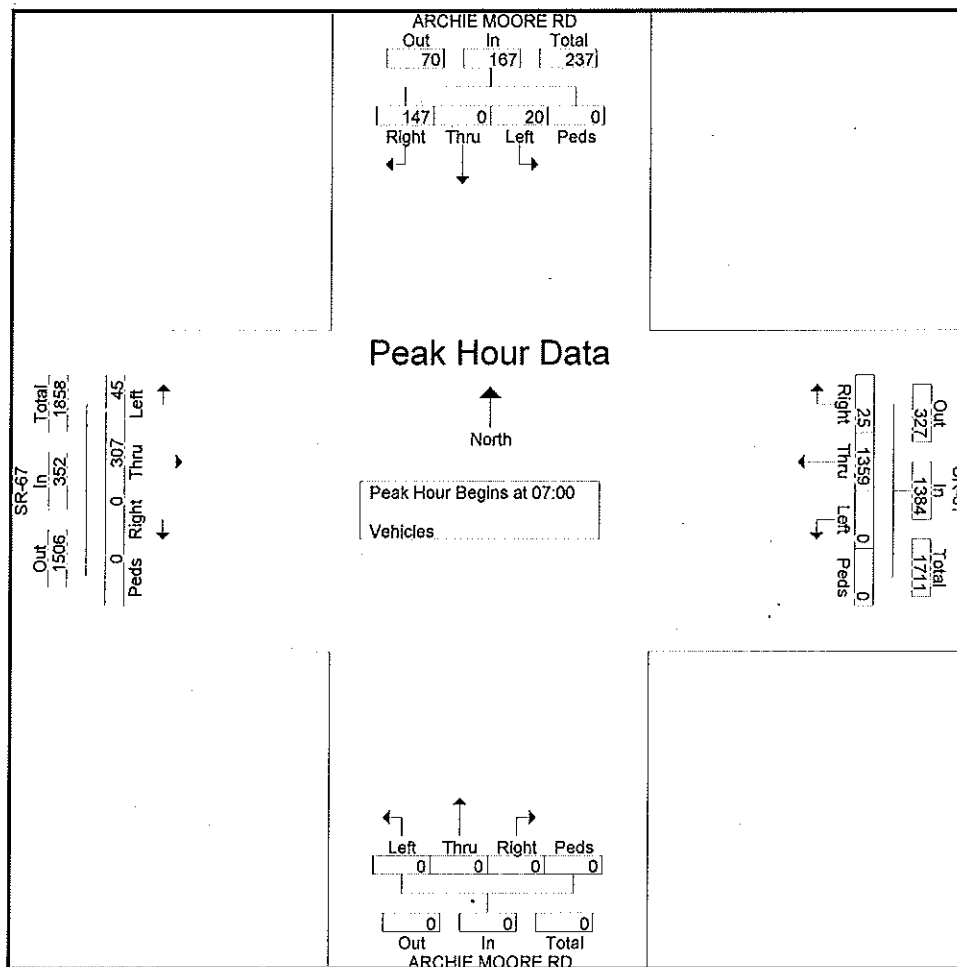 ARCHIE MOORE RD
Out In Total
70 167 237
147 0 20 0
Right Thru Left Peds
Peak Hour Data
North
Peak Hour Begins at 07:00
Vehicles
SR-67
Total In Out
1858 352 1506
45 307 0 0
Left Thru Right Peds
Right Thru Left Peds
25 1359 0 0
Out In Total
327 1384 1711
Left Thru Right Peds
0 0 0 0
0 0 0
Out In Total
ARCHIE MOORE RD